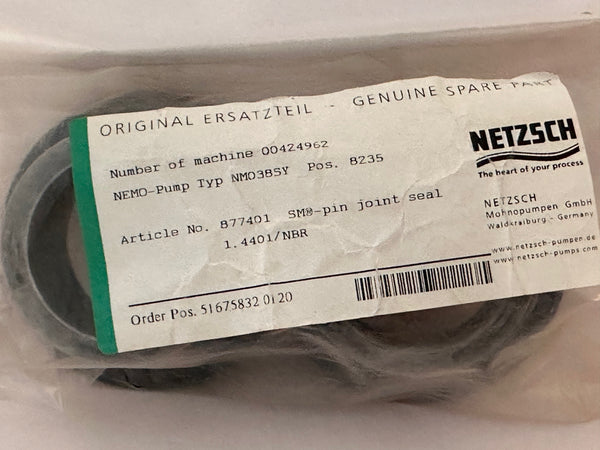 ORIGINAL ERSATZTEIL - GENUINE SPARE PART
Number of machine 00424962
NEMO-Pump Typ NM038SY Pos. 8235
Article No. 877401 SM®-pin joint seal
1.4401/NBR
Order Pos. 51675832 0120
NETZSCH
The heart of your process
NETZSCH
Mohnopumpen GmbH
Waldkraiburg - Germany
www.netzsch-pumpen.de
www.netzsch-pumps.com